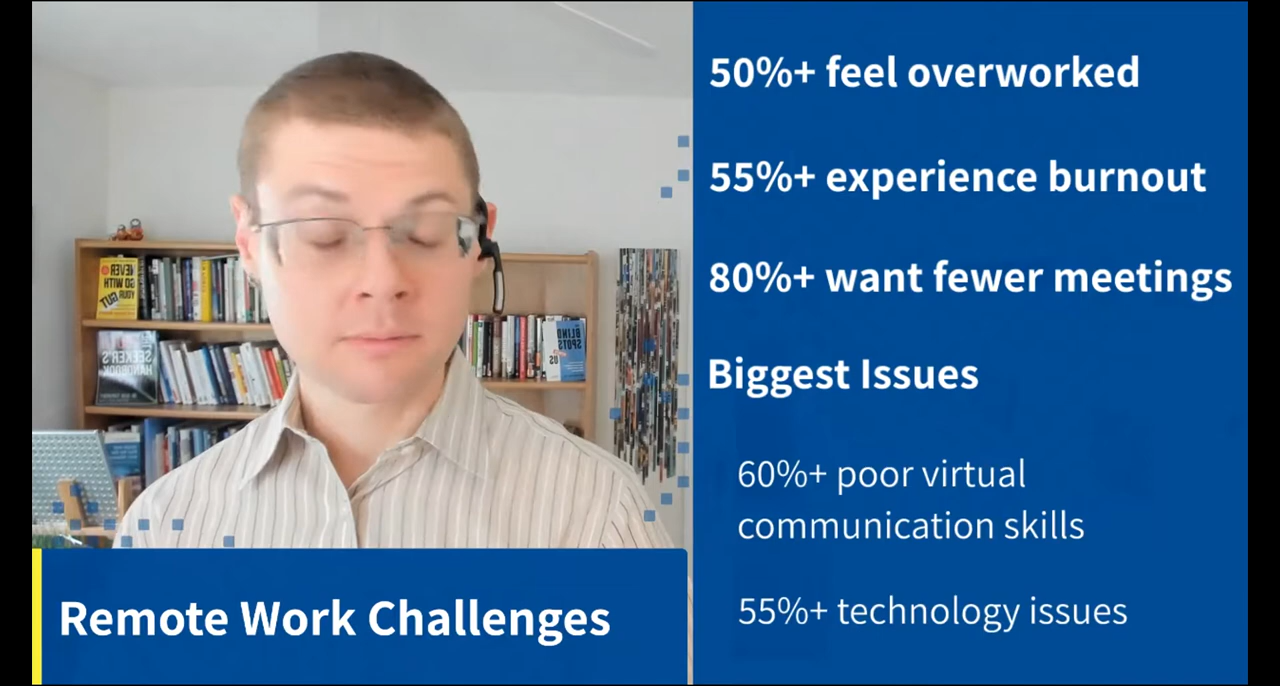 50%+ feel overworked
55%+ experience burnout
80%+ want fewer meetings
Biggest Issues
60%+ poor virtual
communication skills
55%+ technology issues
Remote Work Challenges
NEVER
GO WITH
YOUR
GUT
SEEKER'S
HANDBOOK
BLIND
SPOTS